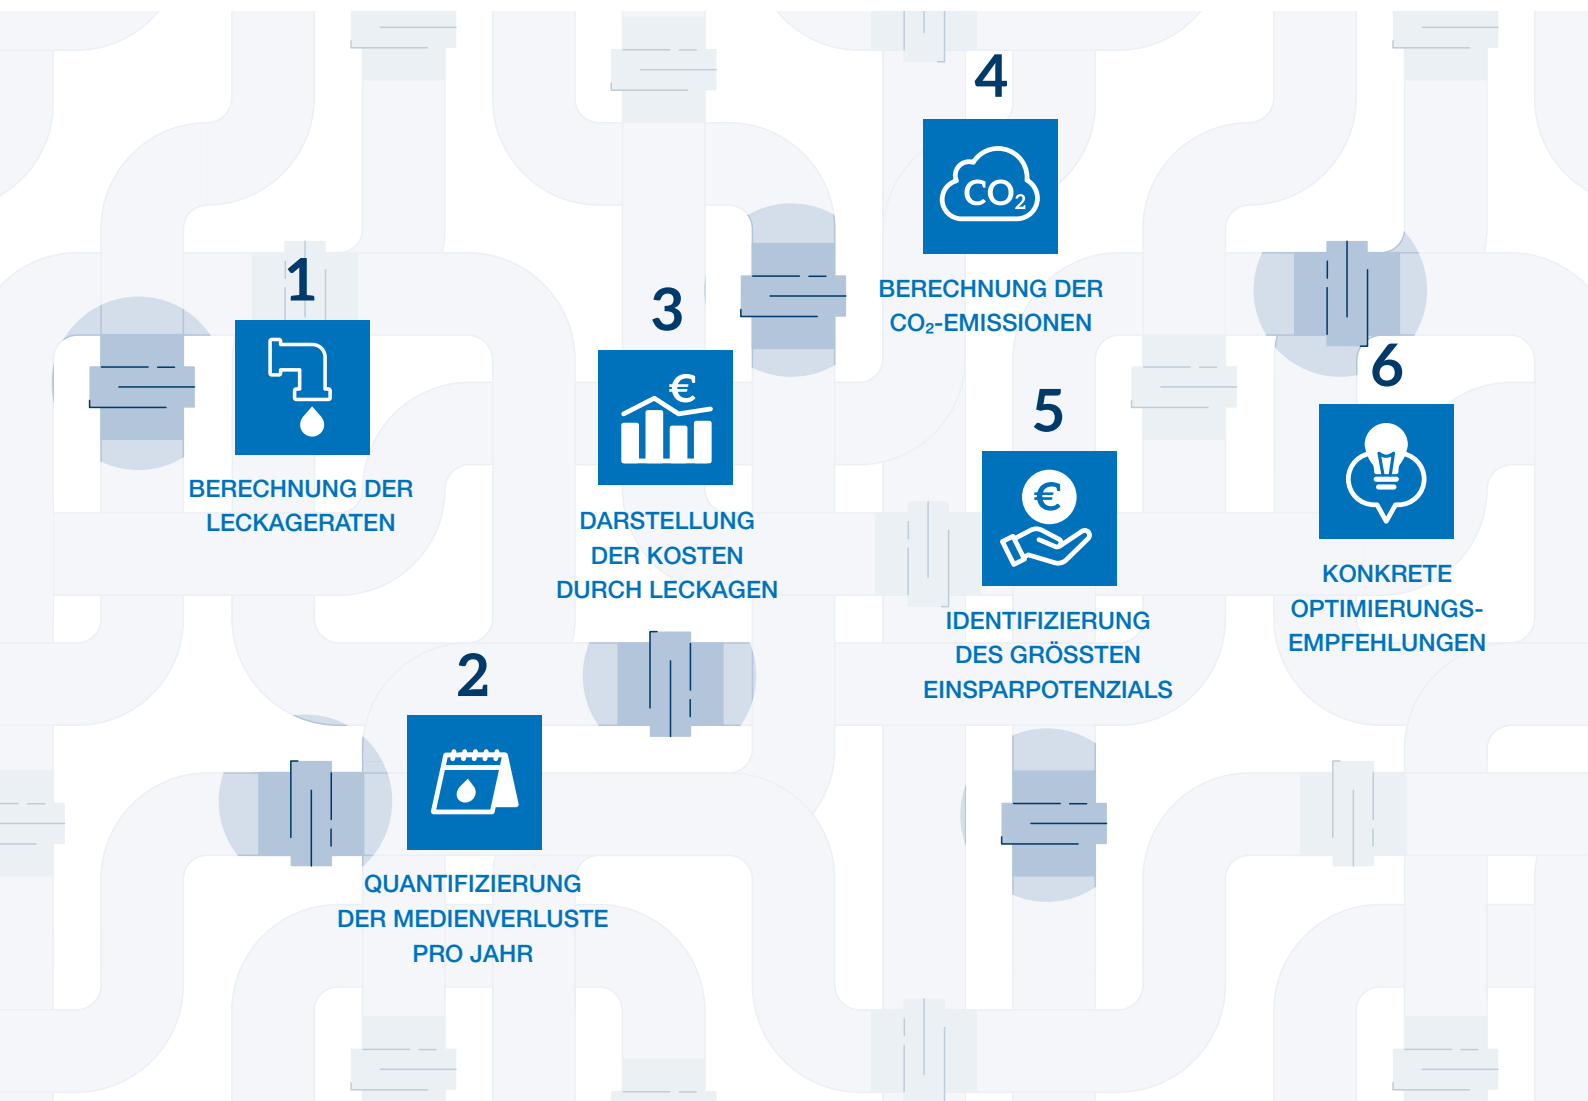 1
BERECHNUNG DER
LECKAGERATEN
2
QUANTIFIZIERUNG
DER MEDIENVERLUSTE
PRO JAHR
3
€
DARSTELLUNG
DER KOSTEN
DURCH LECKAGEN
4
CO₂
BERECHNUNG DER
CO₂-EMISSIONEN
5
€
IDENTIFIZIERUNG
DES GRÖSSTEN
EINSPARPOTENZIALS
6
KONKRETE
OPTIMIERUNGS-
EMPFEHLUNGEN